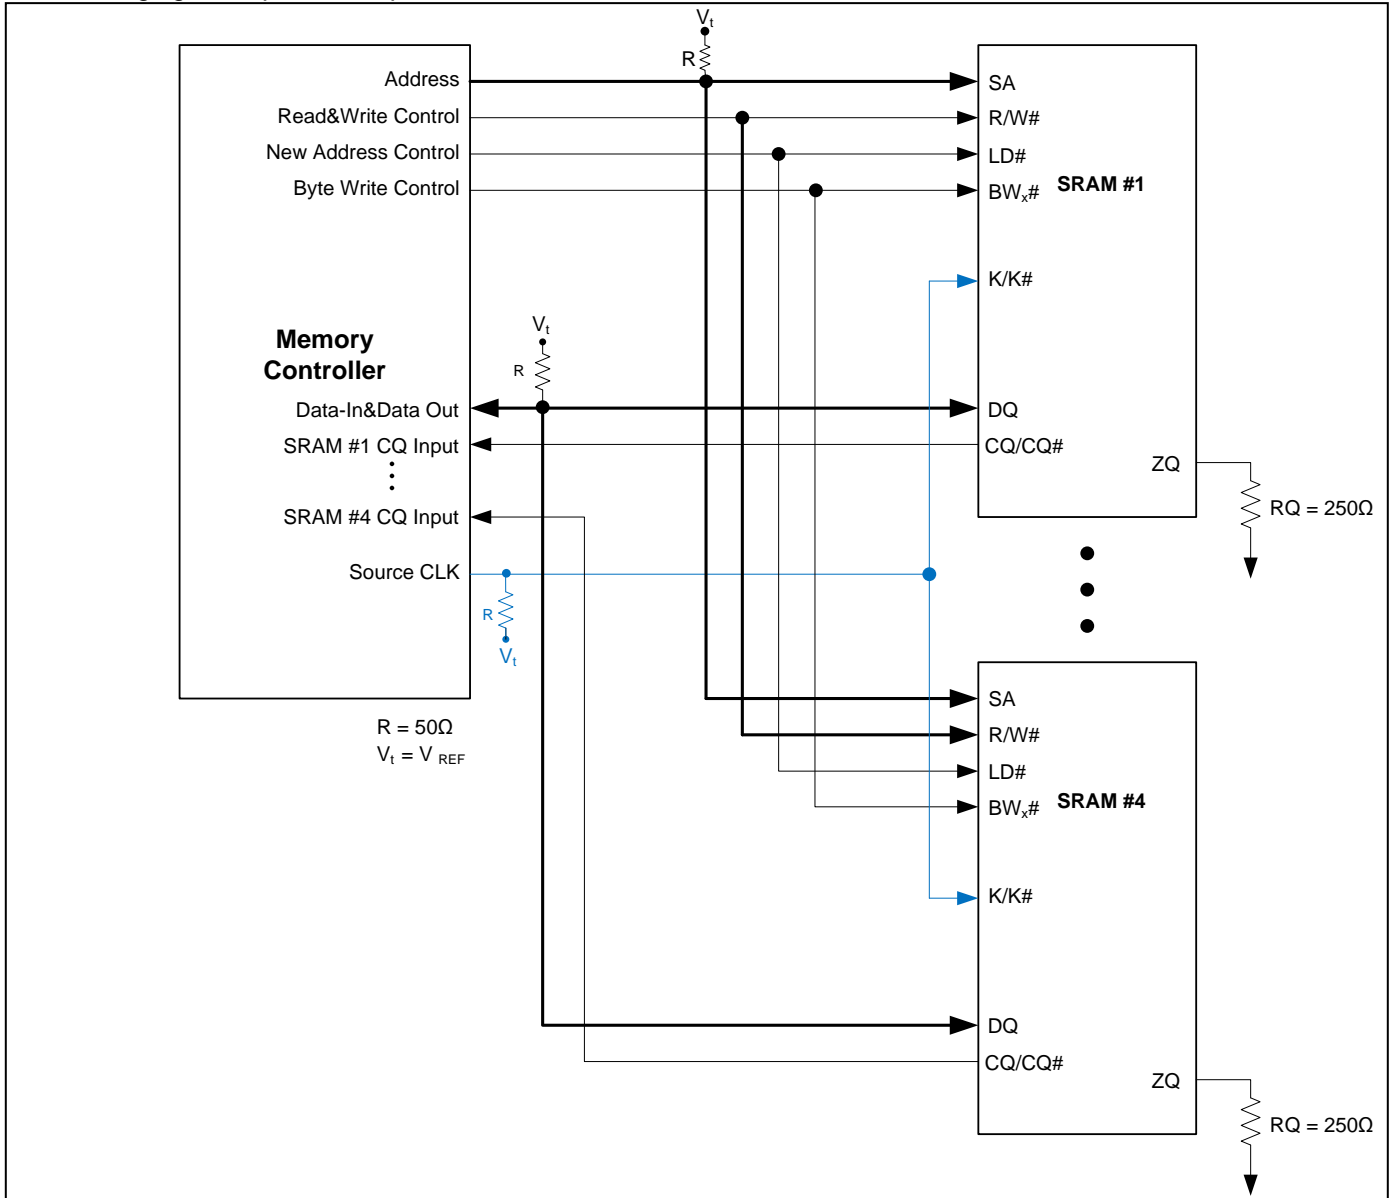 Vt
R
Address
Read&Write Control
New Address Control
Byte Write Control
SA
R/W#
LD#
BWx#
SRAM #1
K/K#
Memory
Controller
Vt
R
Data-In&Data Out
SRAM #1 CQ Input
SRAM #4 CQ Input
Source CLK
DQ
CQ/CQ#
ZQ
RQ = 250Ω
R
Vt
R = 50Ω
Vt = V REF
SA
R/W#
LD#
BWx#
SRAM #4
K/K#
DQ
CQ/CQ#
ZQ
RQ = 250Ω